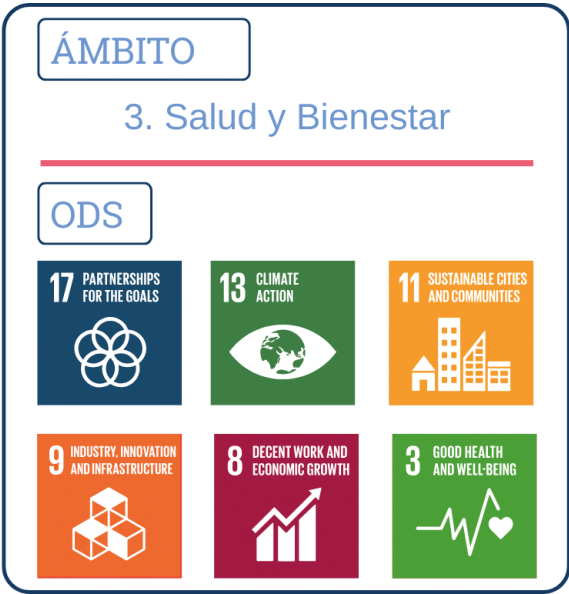 ÁMBITO
3. Salud y Bienestar
ODS
17 PARTNERSHIPS
FOR THE GOALS
13 CLIMATE
ACTION
11 SUSTAINABLE CITIES
AND COMMUNITIES
9 INDUSTRY, INNOVATION
AND INFRASTRUCTURE
8 DECENT WORK AND
ECONOMIC GROWTH
3 GOOD HEALTH
AND WELL-BEING